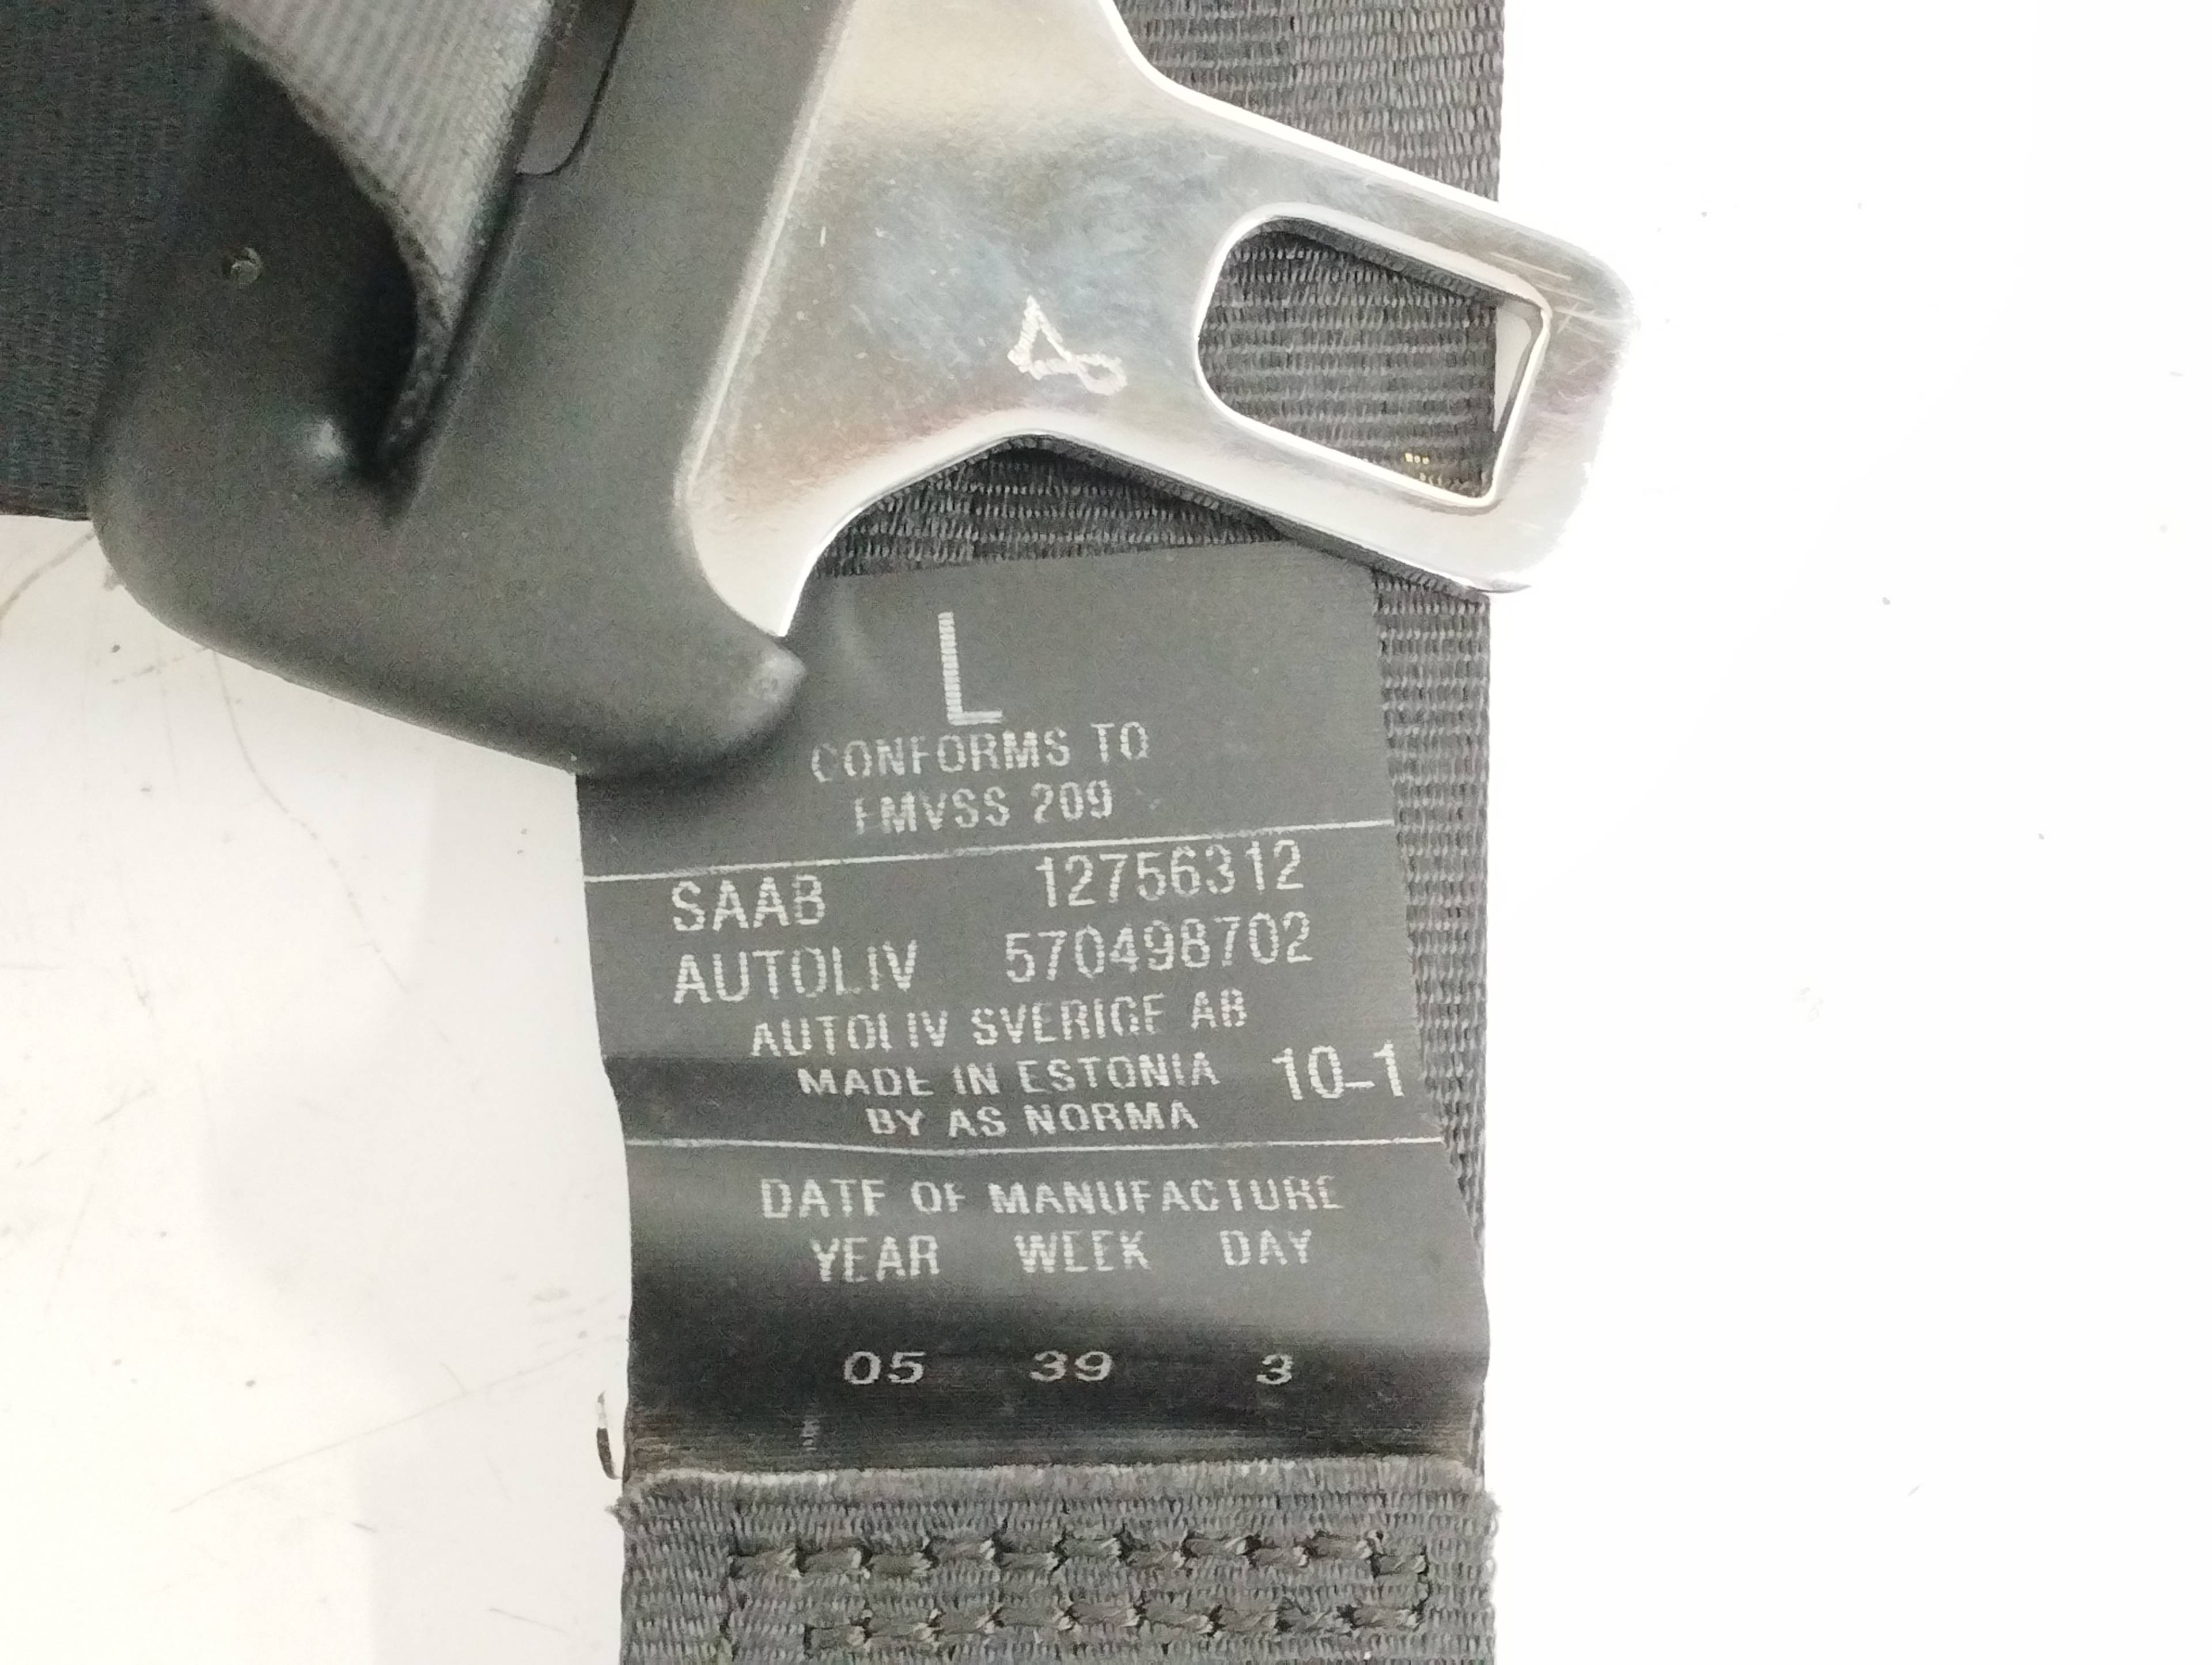 L
CONFORMS TO
FMVSS 209
SAAB 12756312
AUTOLIV 570498702
AUTOLIV SVERIGE AB
MADE IN ESTONIA 10-1
BY AS NORMA
DATE OF MANUFACTURE
YEAR WEEK DAY
05 39 3